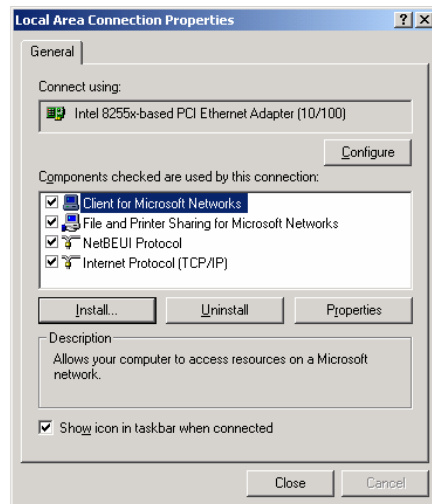 Local Area Connection Properties
General
Connect using:
Intel 8255x-based PCI Ethernet Adapter (10/100)
Configure
Components checked are used by this connection:
Client for Microsoft Networks
File and Printer Sharing for Microsoft Networks
NetBEUI Protocol
Internet Protocol (TCP/IP)
Install... Uninstall Properties
Description
Allows your computer to access resources on a Microsoft
network.
Show icon in taskbar when connected
Close Cancel